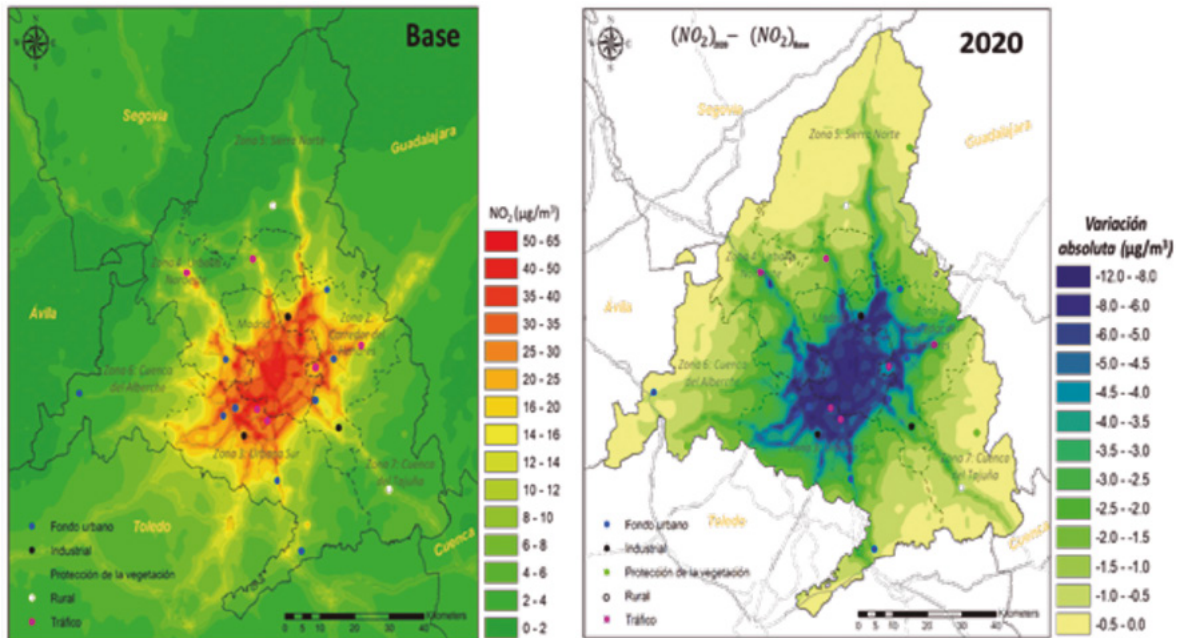 Base
N
W
E
S
Segovia
Guadalajara
Zona 5: Sierra Norte
Ávila
Madrid
Zona 2:
Zona 6: Cuenca
del Alberche
Zona 3: Urbana Sur
Zona 7: Cuenca
del Tajuña
Toledo
Cuenca
Fondo urbano
Industrial
Protección de la vegetación
Rural
Tráfico
Kilometers
0 5 10 20 30 40
NO₂ (µg/m³)
50 - 65
40 - 50
35 - 40
30 - 35
25 - 30
20 - 25
16 - 20
14 - 16
12 - 14
10 - 12
8 - 10
6 - 8
4 - 6
2 - 4
0 - 2
(NO₂)₂₀₂₀ − (NO₂)Base
2020
N
W
E
S
Segovia
Guadalajara
Zona 5: Sierra Norte
Ávila
Madrid
Zona 6: Cuenca
del Alberche
Zona 7: Cuenca
del Tajuña
Toledo
Cuenca
Fondo urbano
Industrial
Protección de la vegetación
Rural
Tráfico
Kilometers
0 5 10 20 30 40
Variación
absoluta (µg/m³)
-12.0 - -8.0
-8.0 - -6.0
-6.0 - -5.0
-5.0 - -4.5
-4.5 - -4.0
-4.0 - -3.5
-3.5 - -3.0
-3.0 - -2.5
-2.5 - -2.0
-2.0 - -1.5
-1.5 - -1.0
-1.0 - -0.5
-0.5 - 0.0